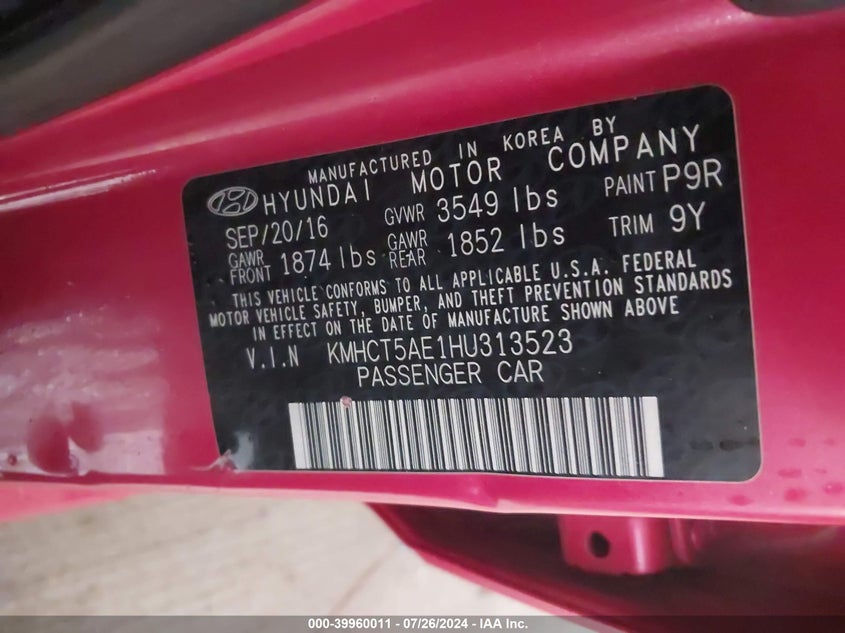 MANUFACTURED IN KOREA BY
HYUNDAI MOTOR COMPANY
SEP/20/16 GVWR 3549 lbs PAINT P9R
GAWR FRONT 1874 lbs GAWR REAR 1852 lbs TRIM 9Y
THIS VEHICLE CONFORMS TO ALL APPLICABLE U.S.A. FEDERAL
MOTOR VEHICLE SAFETY, BUMPER, AND THEFT PREVENTION STANDARDS
IN EFFECT ON THE DATE OF MANUFACTURE SHOWN ABOVE
V.I.N KMHCT5AE1HU313523
PASSENGER CAR
000-39960011 - 07/26/2024 - IAA Inc.